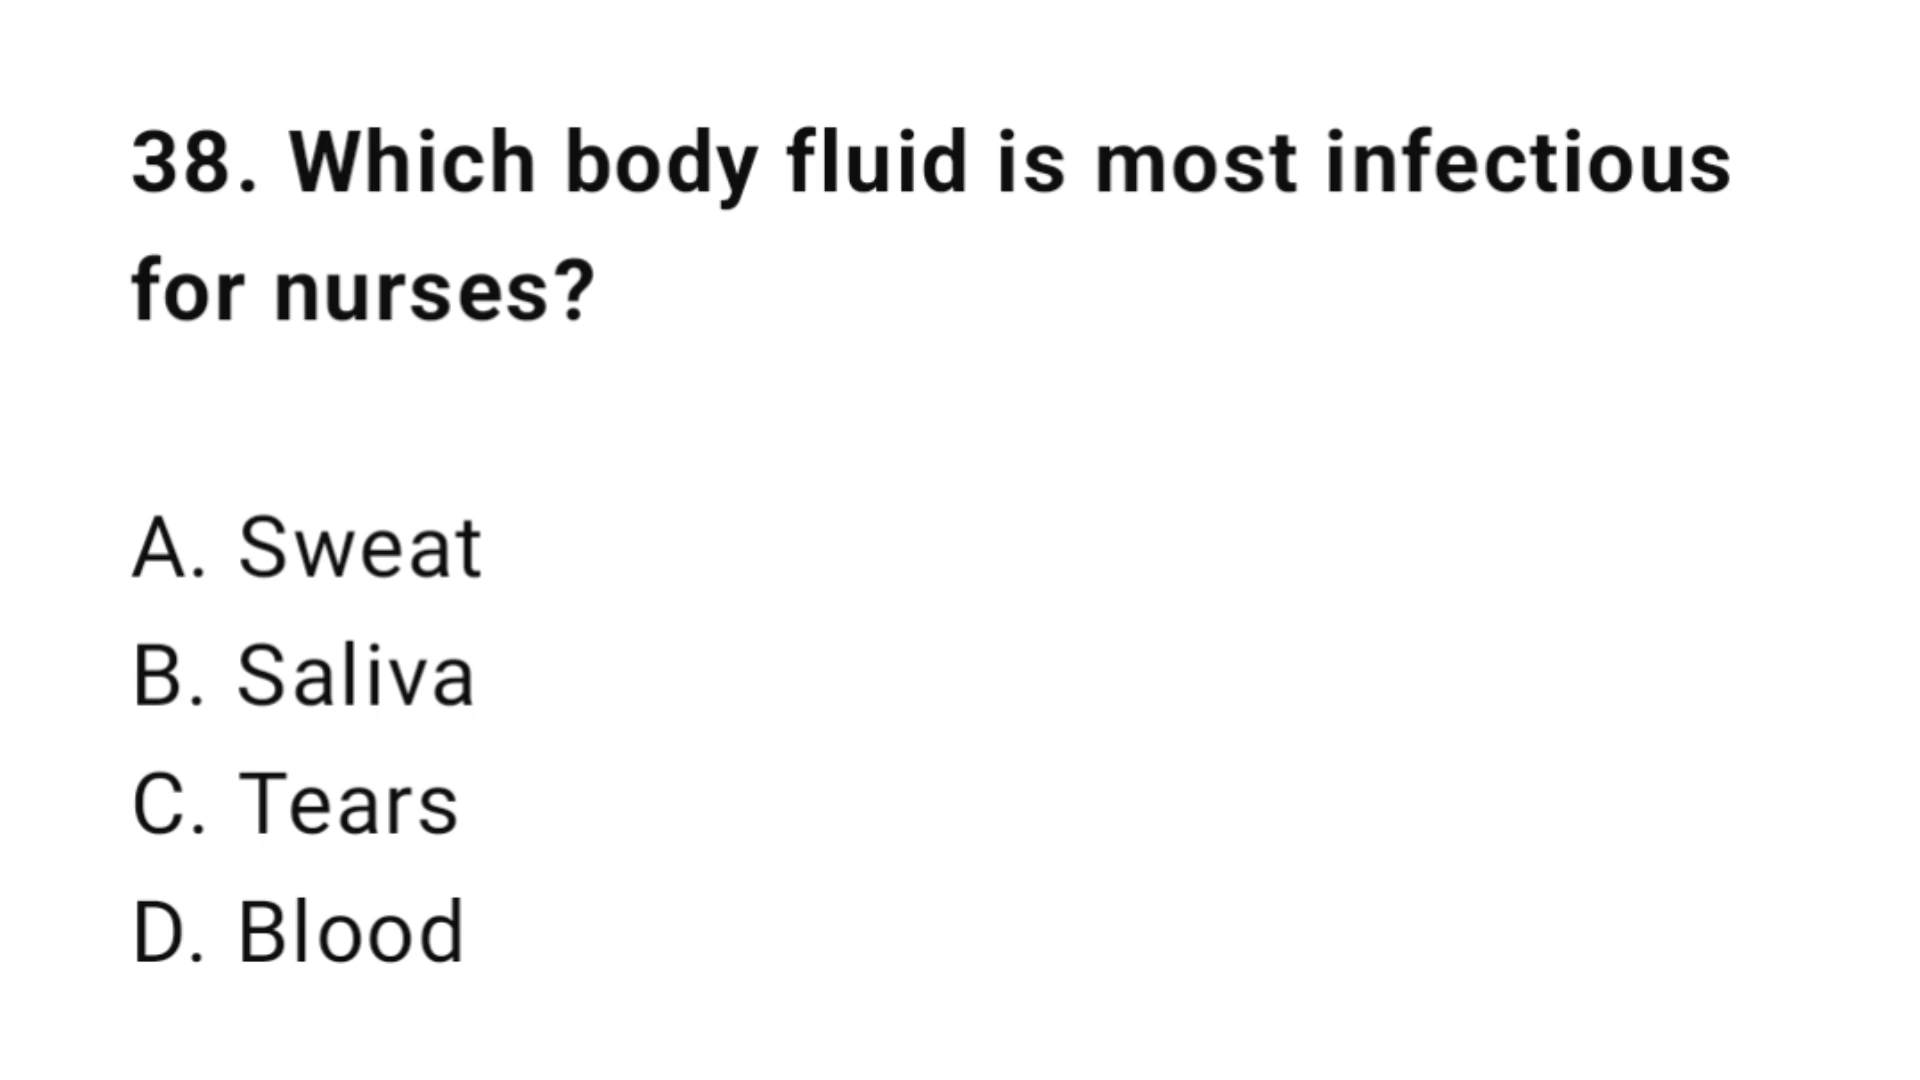 38. Which body fluid is most infectious
for nurses?
A. Sweat
B. Saliva
C. Tears
D. Blood